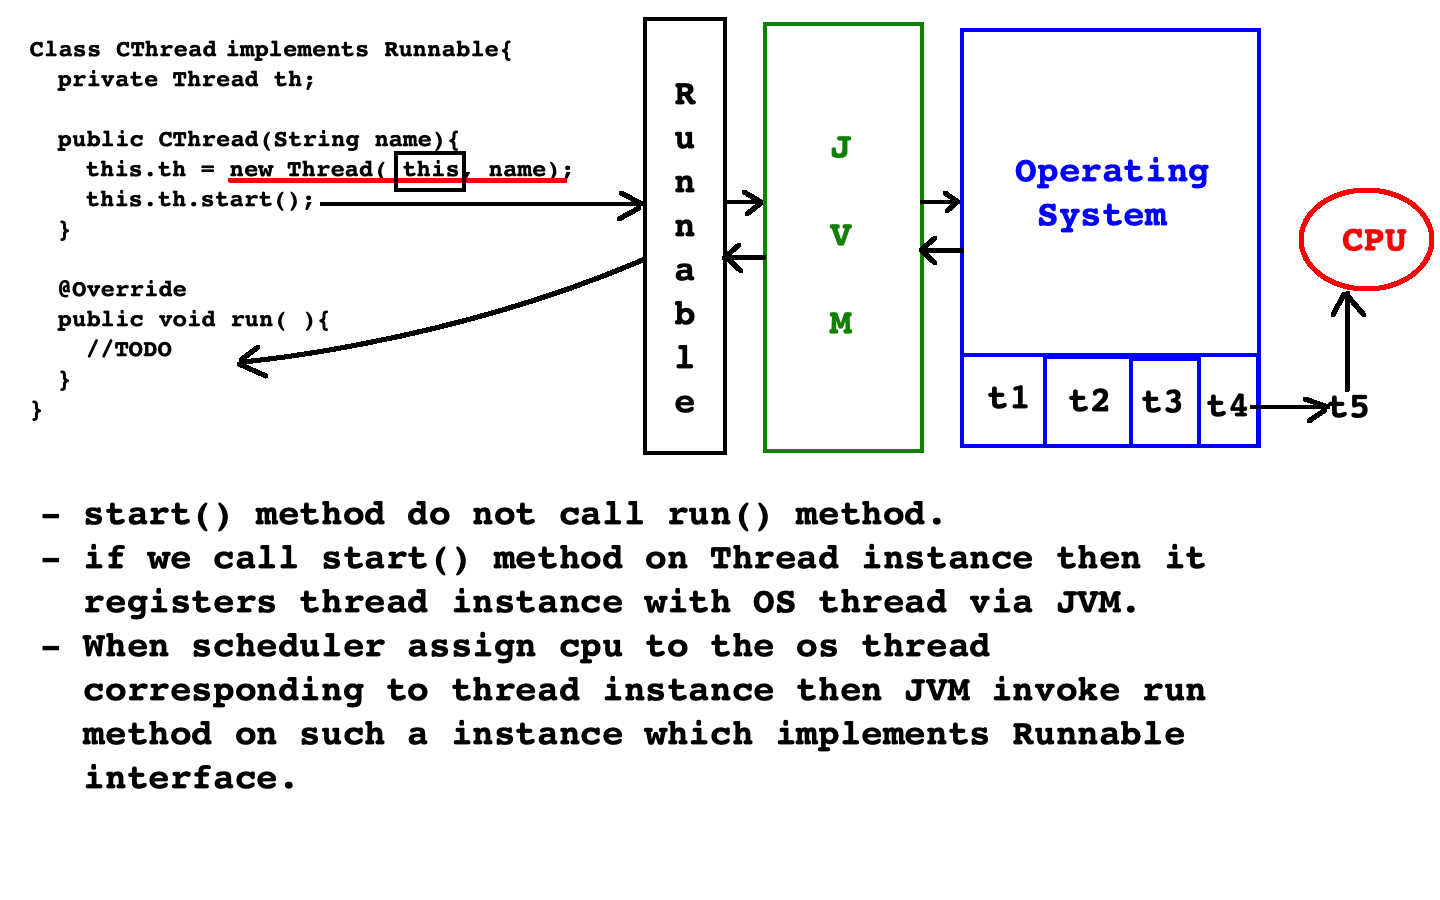 Class CThread implements Runnable{
private Thread th;
public CThread(String name){
this.th = new Thread( this, name);
this.th.start();
}
@Override
public void run( ){
//TODO
}
}
R
u
n
n
a
b
l
e
J
V
M
Operating
System
t1 t2 t3 t4 t5
CPU
- start() method do not call run() method.
- if we call start() method on Thread instance then it
registers thread instance with OS thread via JVM.
- When scheduler assign cpu to the os thread
corresponding to thread instance then JVM invoke run
method on such a instance which implements Runnable
interface.